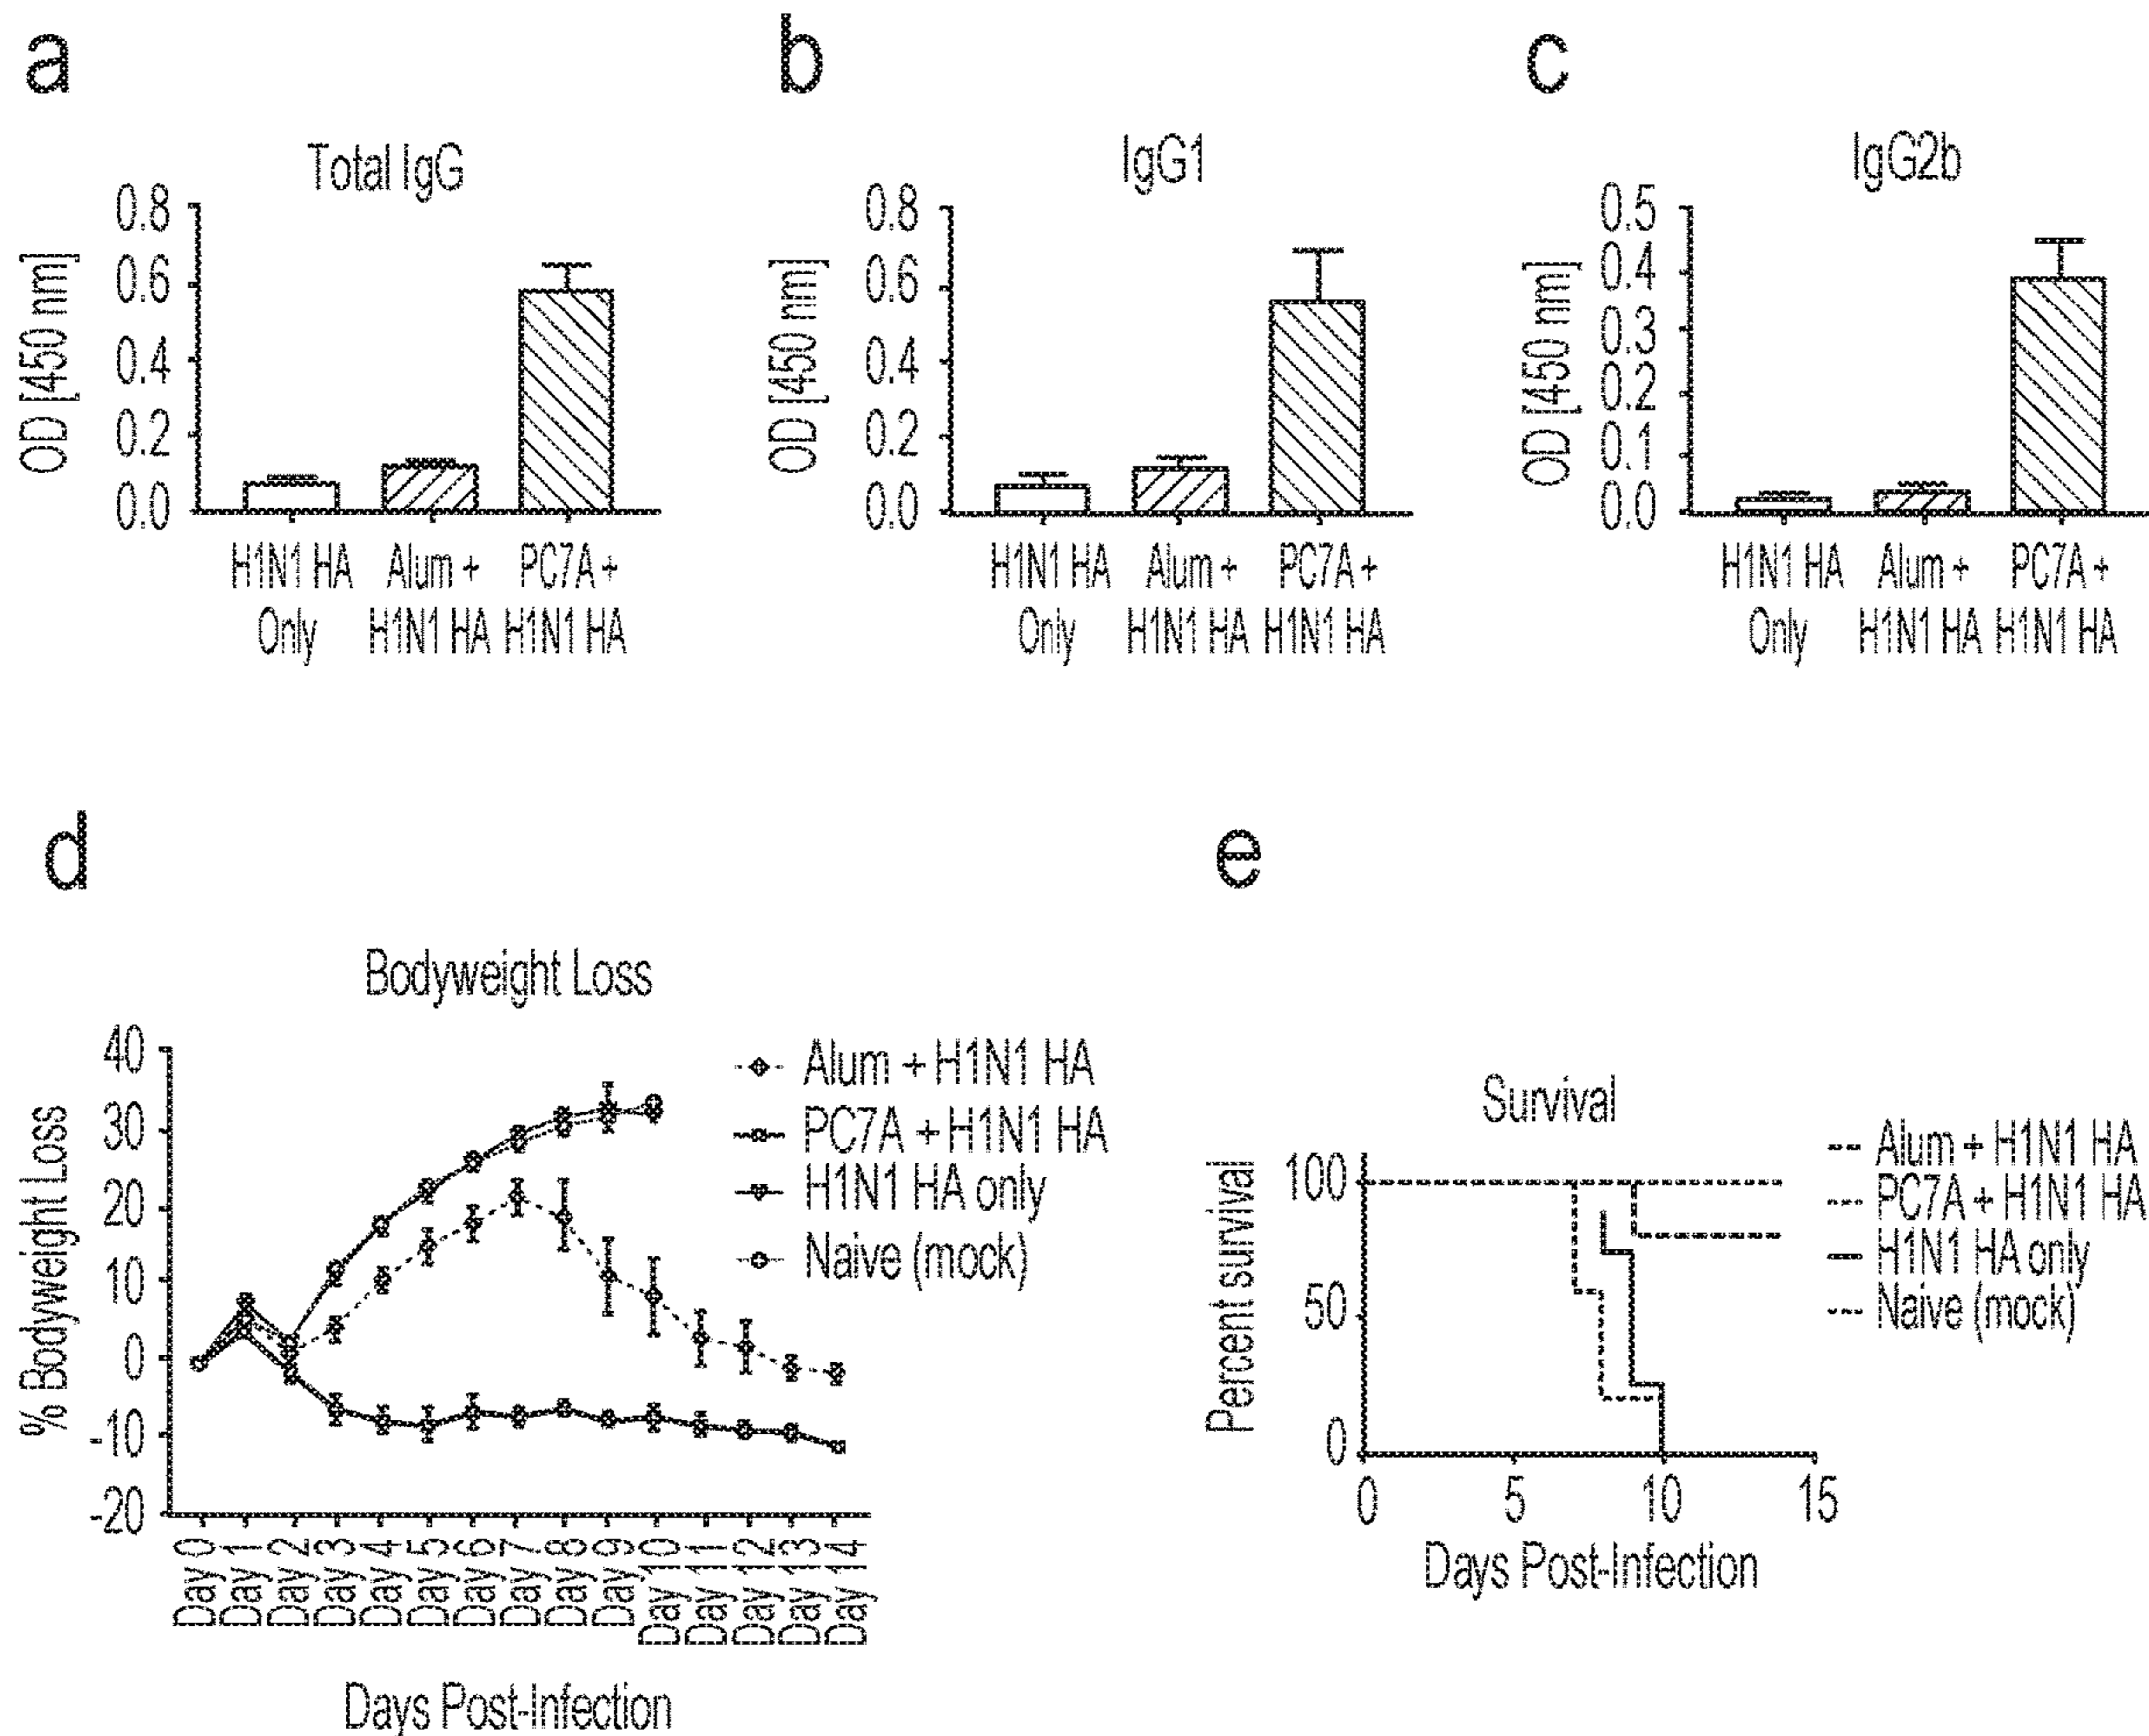 a
b
c
Total IgG
IgG1
IgG2b
OD [450 nm]
0.8
0.6
0.4
0.2
0.0
H1N1 HA Only
Alum + H1N1 HA
PC7A + H1N1 HA
OD [450 nm]
0.8
0.6
0.4
0.2
0.0
H1N1 HA Only
Alum + H1N1 HA
PC7A + H1N1 HA
OD [450 nm]
0.5
0.4
0.3
0.2
0.1
0.0
H1N1 HA Only
Alum + H1N1 HA
PC7A + H1N1 HA
d
Bodyweight Loss
% Bodyweight Loss
40
30
20
10
0
-10
-20
Day 0
Day 1
Day 2
Day 3
Day 4
Day 5
Day 6
Day 7
Day 8
Day 9
Day 10
Day 11
Day 12
Day 13
Day 14
Days Post-Infection
Alum + H1N1 HA
PC7A + H1N1 HA
H1N1 HA only
Naive (mock)
e
Survival
Percent survival
100
50
0
0
5
10
15
Days Post-Infection
Alum + H1N1 HA
PC7A + H1N1 HA
H1N1 HA only
Naive (mock)